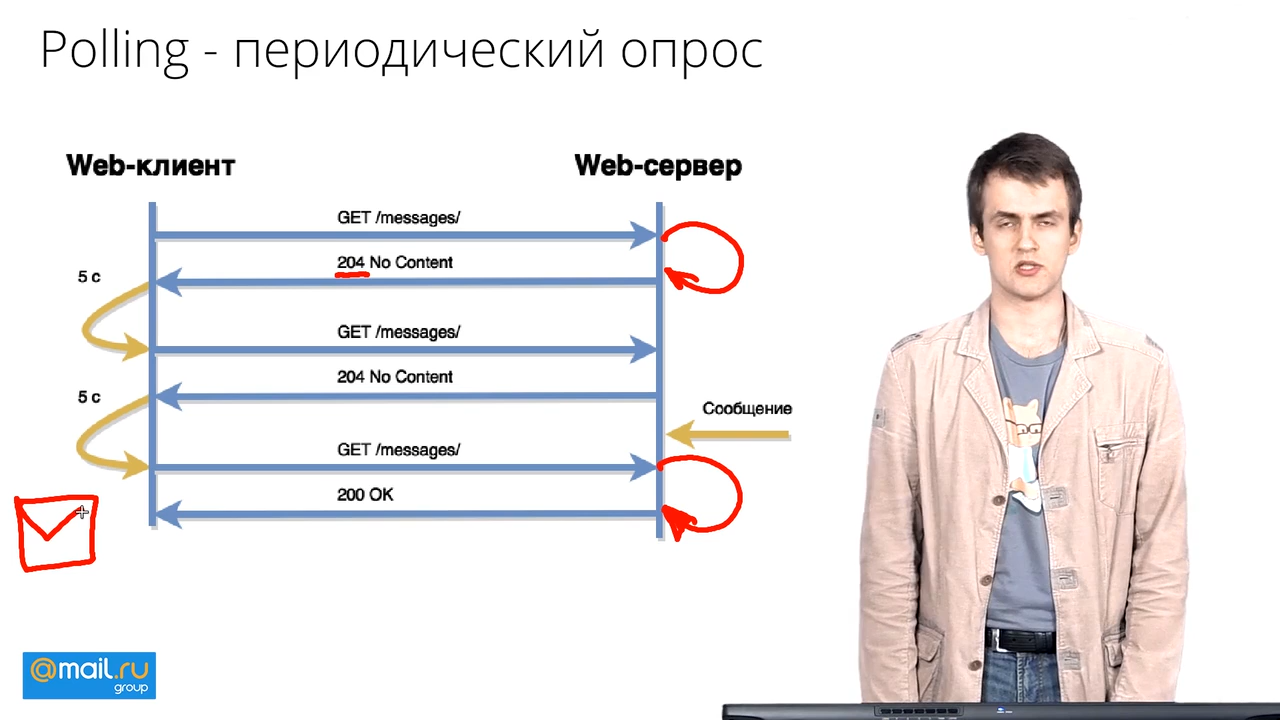 Polling - периодический опрос
Web-клиент
Web-сервер
GET /messages/
204 No Content
5 с
GET /messages/
204 No Content
5 с
Сообщение
GET /messages/
200 OK
@mail.ru
group